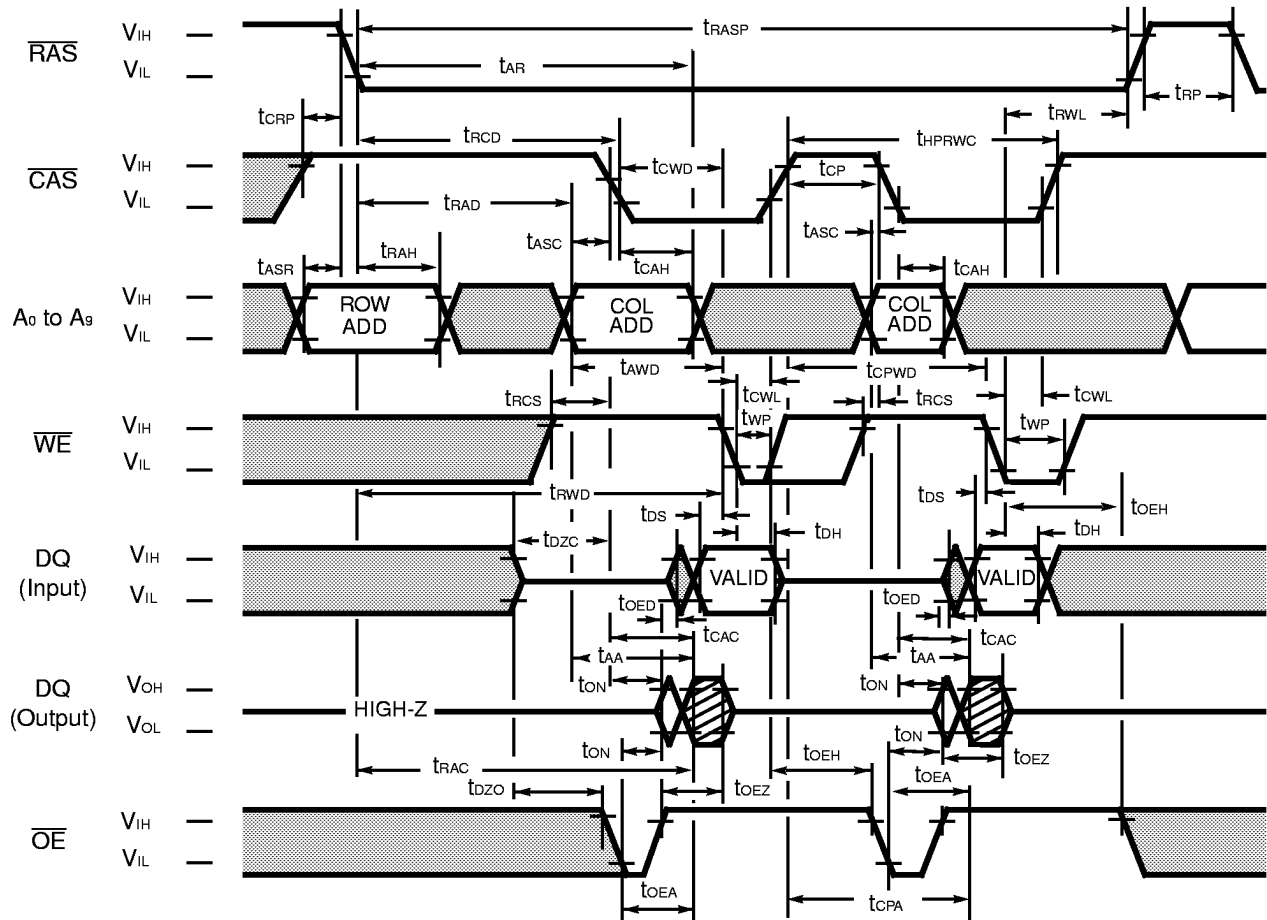 RAS
VIH
VIL
tRASP
tAR
tRP
tCRP
tRCD
tRWL
tHPRWC
CAS
VIH
VIL
tCWD
tCP
tRAD
tASC
tASC
tASR
tRAH
tCAH
tCAH
A0 to A9
VIH
VIL
ROW
ADD
COL
ADD
COL
ADD
tAWD
tCPWD
tRCS
tCWL
tRCS
tCWL
WE
VIH
VIL
tWP
tWP
tRWD
tDS
tDS
tOEH
tDZC
tDH
tDH
DQ
(Input)
VIH
VIL
VALID
VALID
tOED
tOED
tCAC
tCAC
tAA
tAA
DQ
(Output)
VOH
VOL
tON
tON
HIGH-Z
tON
tON
tOEH
tOEZ
tRAC
tOEZ
tOEA
tDZO
OE
VIH
VIL
tOEA
tCPA